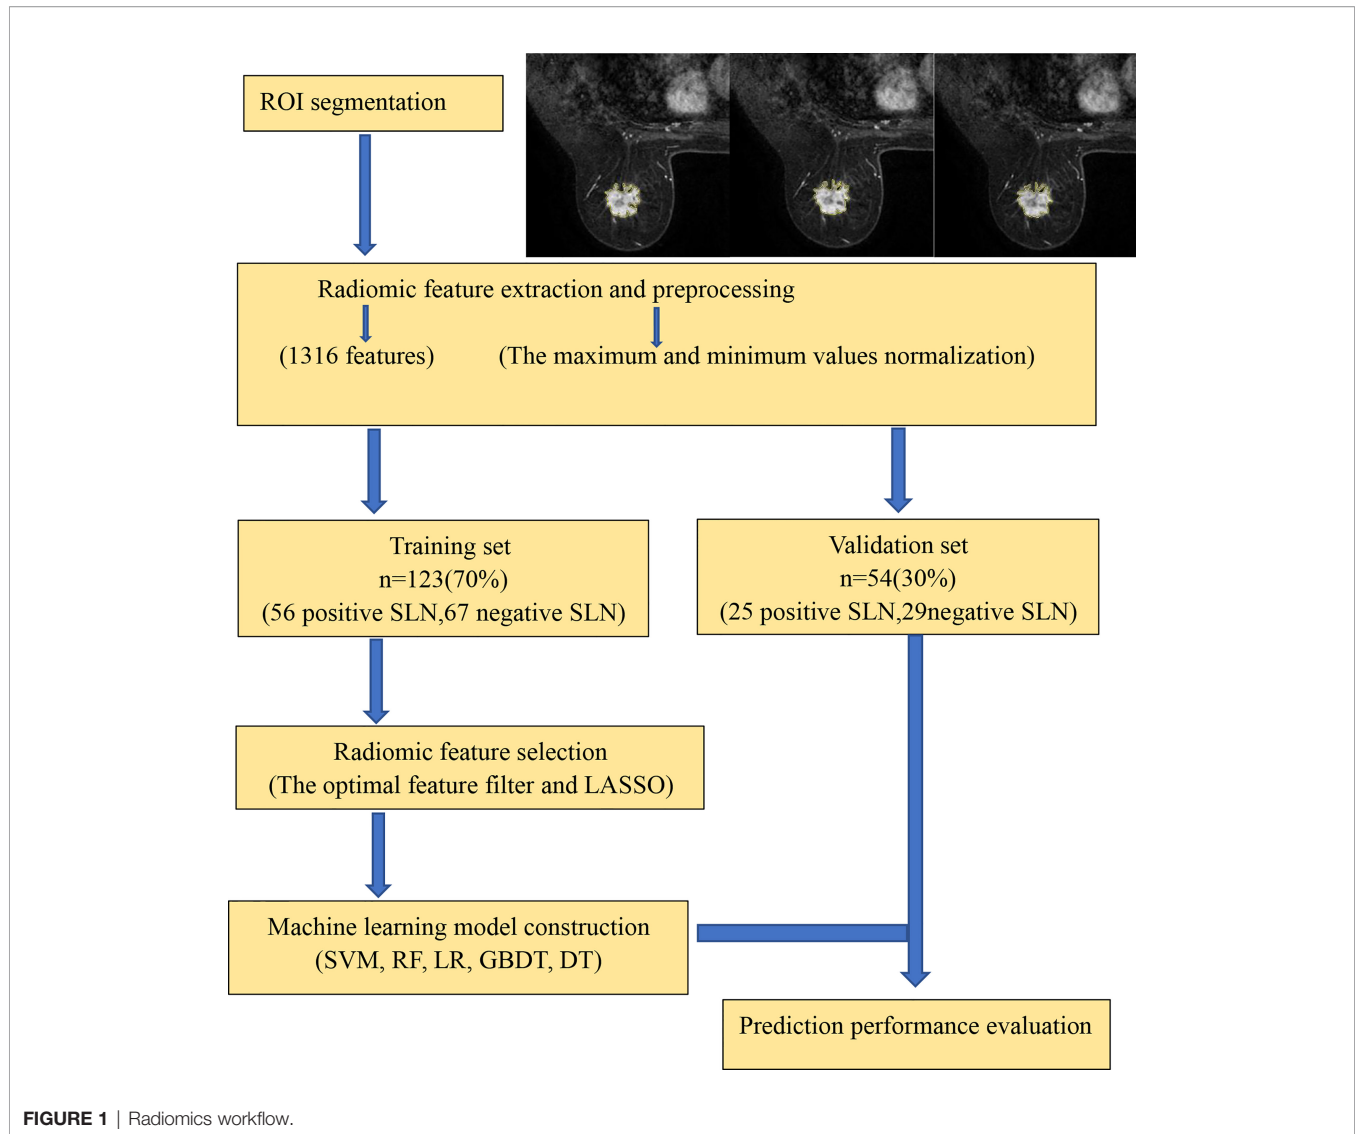 ROI segmentation
Radiomic feature extraction and preprocessing
(1316 features) (The maximum and minimum values normalization)
Training set
n=123(70%)
(56 positive SLN,67 negative SLN)
Validation set
n=54(30%)
(25 positive SLN,29negative SLN)
Radiomic feature selection
(The optimal feature filter and LASSO)
Machine learning model construction
(SVM, RF, LR, GBDT, DT)
Prediction performance evaluation
FIGURE 1 | Radiomics workflow.